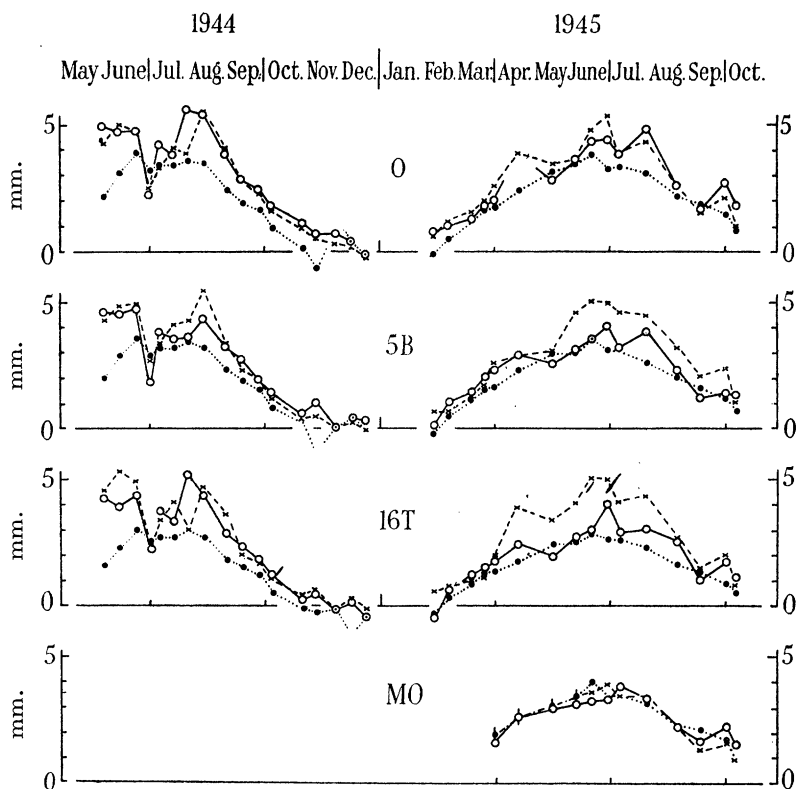 1944 1945
May June Jul. Aug. Sep. Oct. Nov. Dec. Jan. Feb. Mar. Apr. May June Jul. Aug. Sep. Oct.
5 5
mm. O
0 0
5 5
mm. 5B
0 0
5 5
mm. 16T
0 0
5 5
mm. MO
0 0